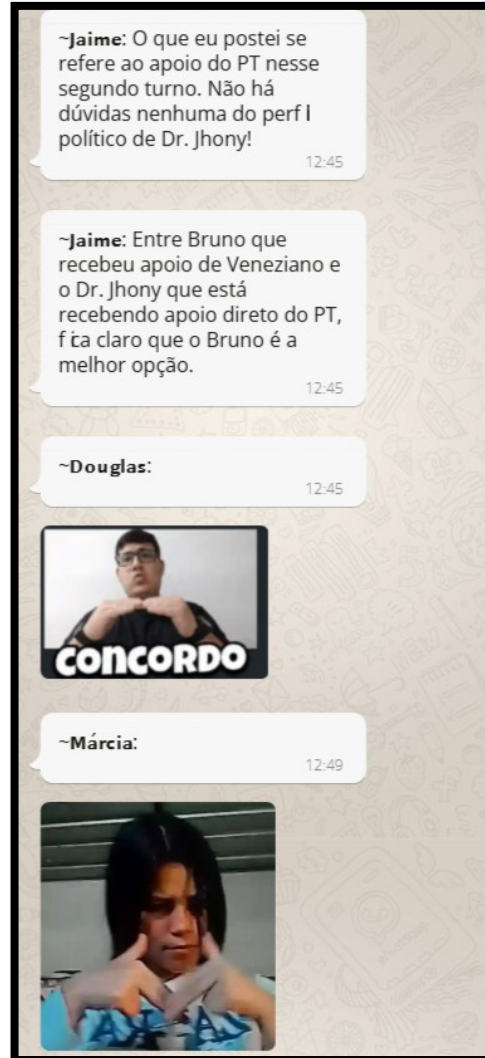 ~Jaime: O que eu postei se
refere ao apoio do PT nesse
segundo turno. Não há
dúvidas nenhuma do perfil
político de Dr. Jhony!
12:45
~Jaime: Entre Bruno que
recebeu apoio de Veneziano e
o Dr. Jhony que está
recebendo apoio direto do PT,
fica claro que o Bruno é a
melhor opção.
12:45
~Douglas:
12:45
CONCORDO
~Márcia:
12:49